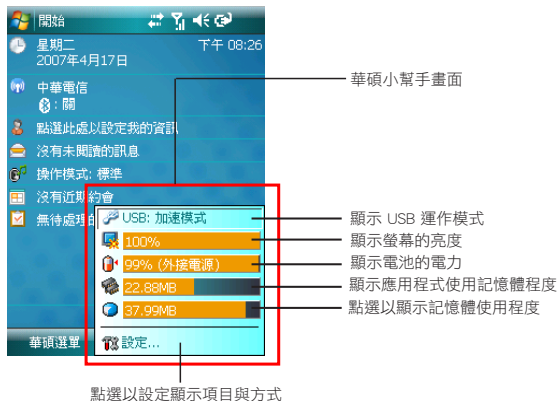 開始
星期二
下午 08:26
2007年4月17日
中華電信
：關
點選此處以設定我的資訊
沒有未閱讀的訊息
操作模式: 標準
沒有近期約會
無待處理的
USB: 加速模式
100%
99% (外接電源)
22.88MB
37.99MB
設定...
華碩選單
華碩小幫手畫面
顯示 USB 運作模式
顯示螢幕的亮度
顯示電池的電力
顯示應用程式使用記憶體程度
點選以顯示記憶體使用程度
點選以設定顯示項目與方式